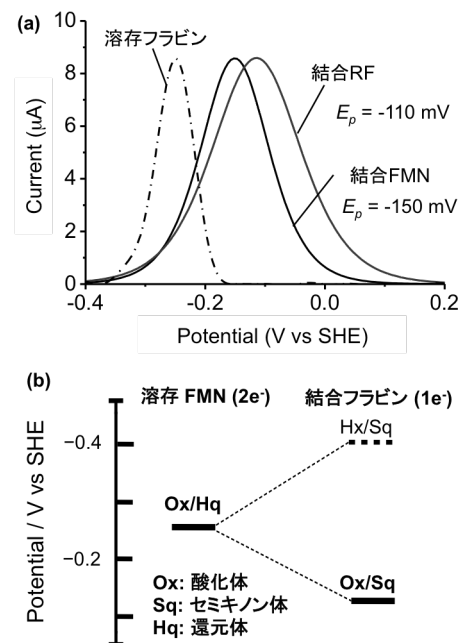 (a)
10
8
6
4
2
0
Current (μA)
溶存フラビン
結合RF
Ep = -110 mV
結合FMN
Ep = -150 mV
-0.4
-0.2
0.0
0.2
Potential (V vs SHE)
(b)
溶存 FMN (2e-)
結合フラビン (1e-)
Hx/Sq
−0.4
Ox/Hq
Potential / V vs SHE
−0.2
Ox: 酸化体
Sq: セミキノン体
Hq: 還元体
Ox/Sq